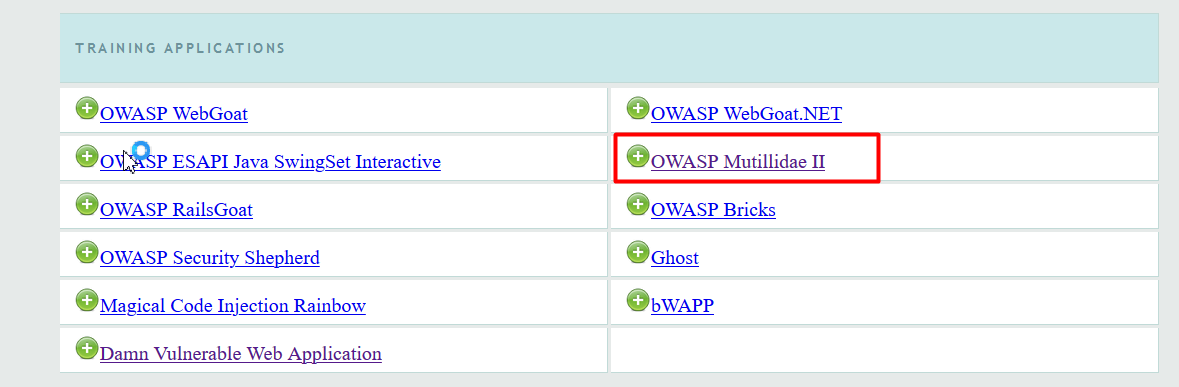 TRAINING APPLICATIONS
OWASP WebGoat
OWASP WebGoat.NET
OWASP ESAPI Java SwingSet Interactive
OWASP Mutillidae II
OWASP RailsGoat
OWASP Bricks
OWASP Security Shepherd
Ghost
Magical Code Injection Rainbow
bWAPP
Damn Vulnerable Web Application